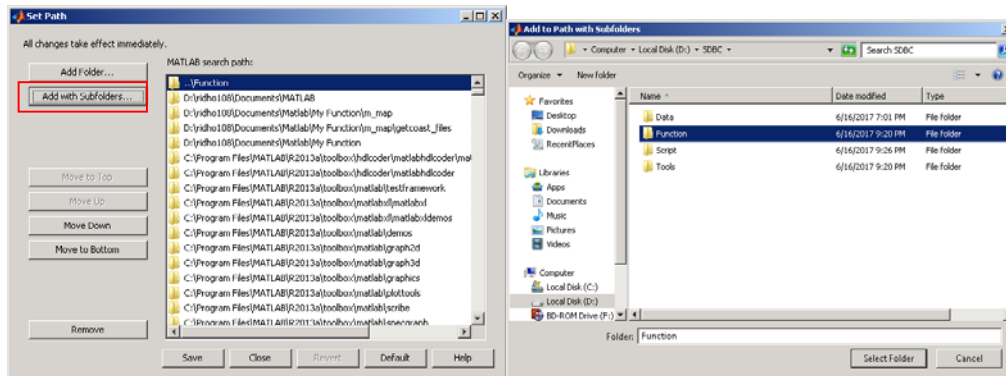 Set Path
All changes take effect immediately.
Add Folder...
Add with Subfolders...
Move to Top
Move Up
Move Down
Move to Bottom
Remove
MATLAB search path:
..\Function
D:\ridho108\Documents\MATLAB
D:\ridho108\Documents\Matlab\My Function\m_map
D:\ridho108\Documents\Matlab\My Function\m_map\getcoast_files
D:\ridho108\Documents\Matlab\My Function
C:\Program Files\MATLAB\R2013a\toolbox\hdlcoder\matlabhdlcoder\mat
C:\Program Files\MATLAB\R2013a\toolbox\hdlcoder\matlabhdlcoder
C:\Program Files\MATLAB\R2013a\toolbox\matlab\testframework
C:\Program Files\MATLAB\R2013a\toolbox\matlabxl\matlabxl
C:\Program Files\MATLAB\R2013a\toolbox\matlabxl\matlabxldemos
C:\Program Files\MATLAB\R2013a\toolbox\matlab\demos
C:\Program Files\MATLAB\R2013a\toolbox\matlab\graph2d
C:\Program Files\MATLAB\R2013a\toolbox\matlab\graph3d
C:\Program Files\MATLAB\R2013a\toolbox\matlab\graphics
C:\Program Files\MATLAB\R2013a\toolbox\matlab\plottools
C:\Program Files\MATLAB\R2013a\toolbox\matlab\scribe
C:\Program Files\MATLAB\R2013a\toolbox\matlab\specgraph
Save Close Revert Default Help
Add to Path with Subfolders
Computer Local Disk (D:) SDBC Search SDBC
Organize New folder
Favorites
Desktop
Downloads
RecentPlaces
Libraries
Apps
Documents
Music
Pictures
Videos
Computer
Local Disk (C:)
Local Disk (D:)
BD-ROM Drive (F:)
Name Date modified Type
Data 6/16/2017 7:01 PM File folder
Function 6/16/2017 9:20 PM File folder
Script 6/16/2017 9:26 PM File folder
Tools 6/16/2017 9:20 PM File folder
Folder: Function
Select Folder Cancel